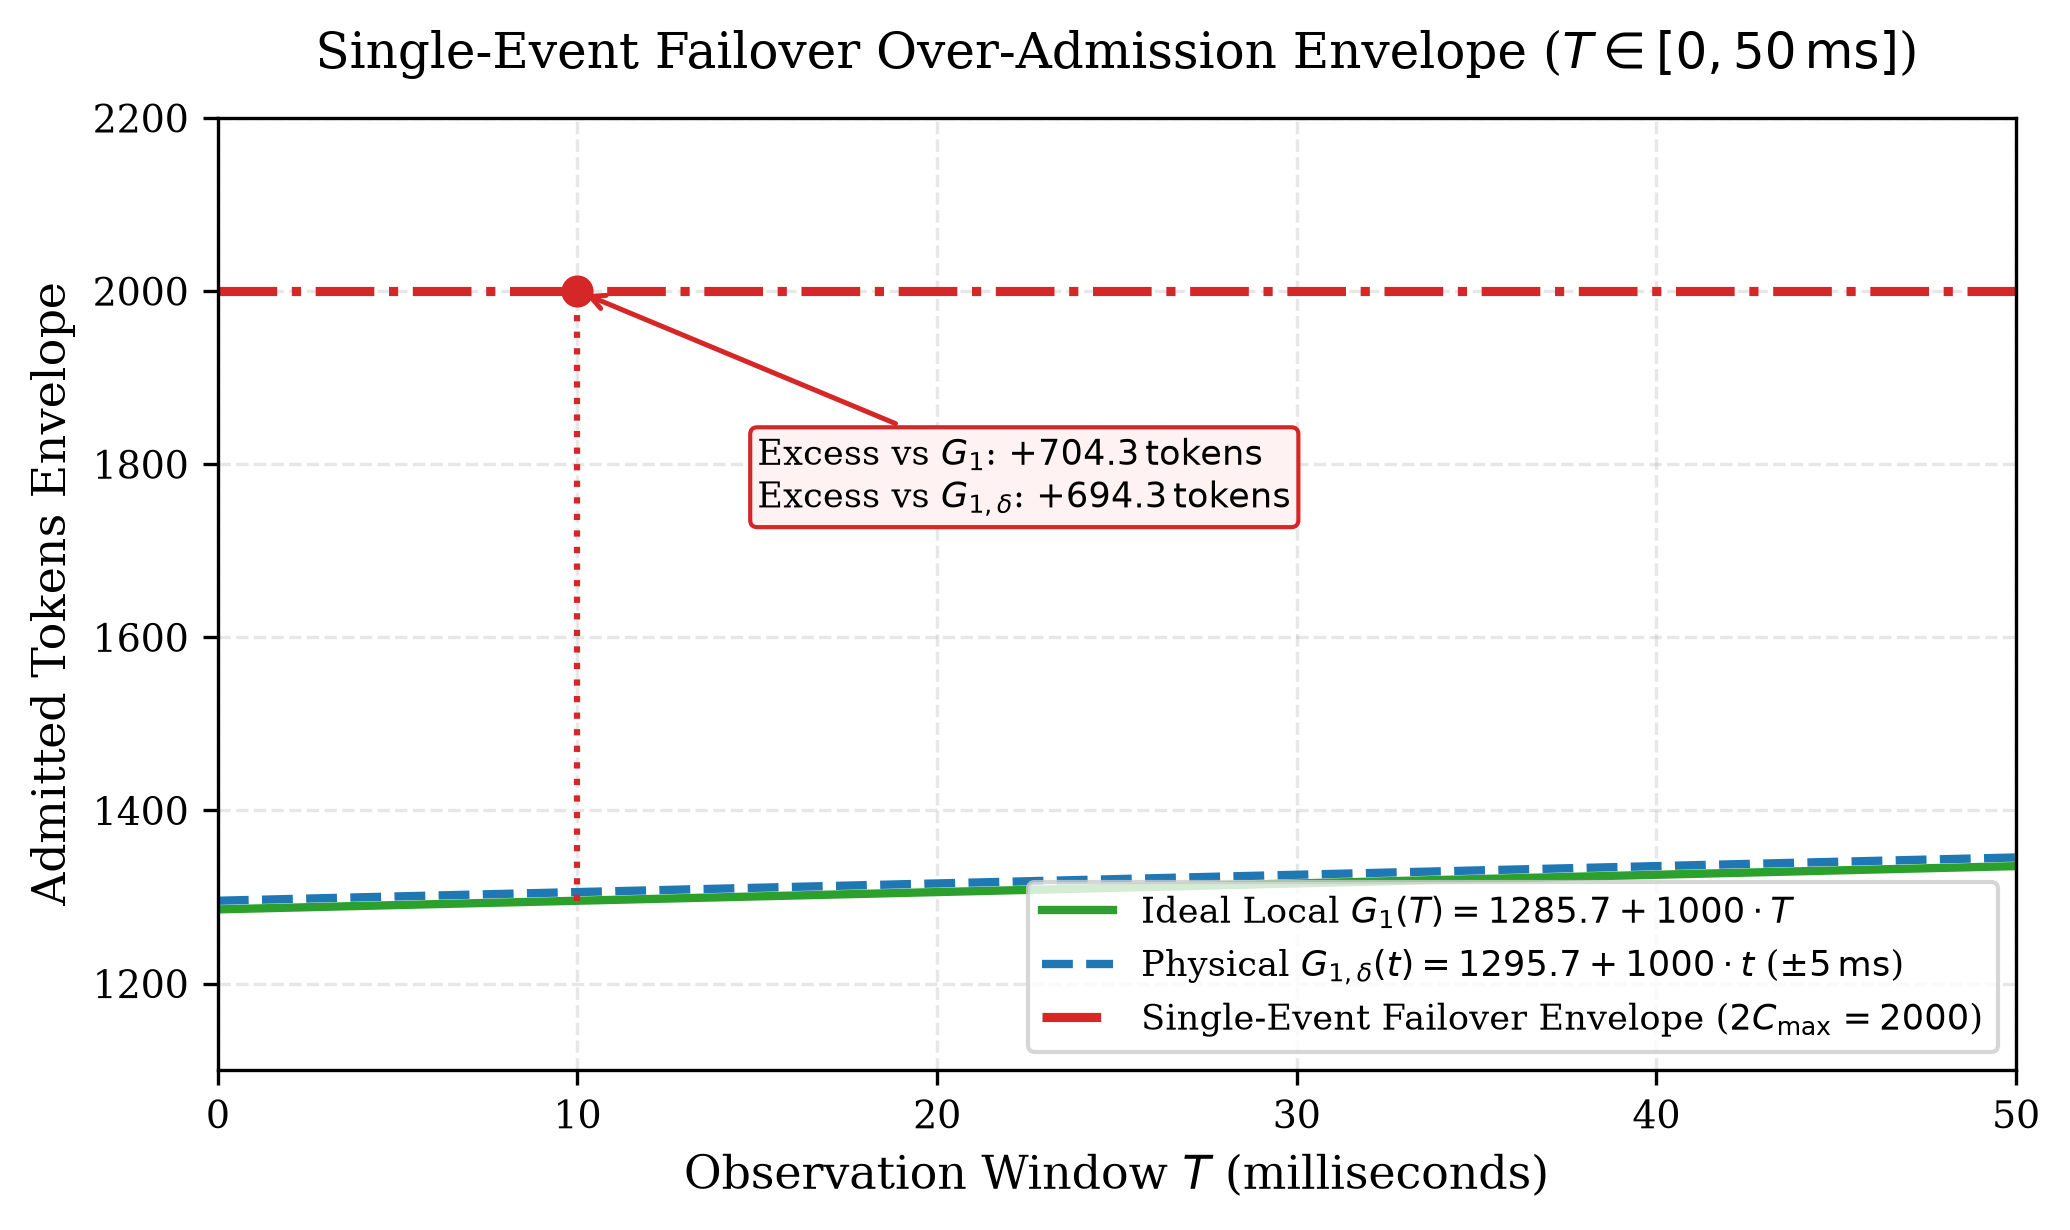 Single-Event Failover Over-Admission Envelope (T ∈ [0, 50 ms])
Admitted Tokens Envelope
2200
2000
1800
1600
1400
1200
Excess vs G₁: +704.3 tokens
Excess vs G₁,δ: +694.3 tokens
Ideal Local G₁(T) = 1285.7 + 1000 · T
Physical G₁,δ(t) = 1295.7 + 1000 · t (±5 ms)
Single-Event Failover Envelope (2C_max = 2000)
0 10 20 30 40 50
Observation Window T (milliseconds)